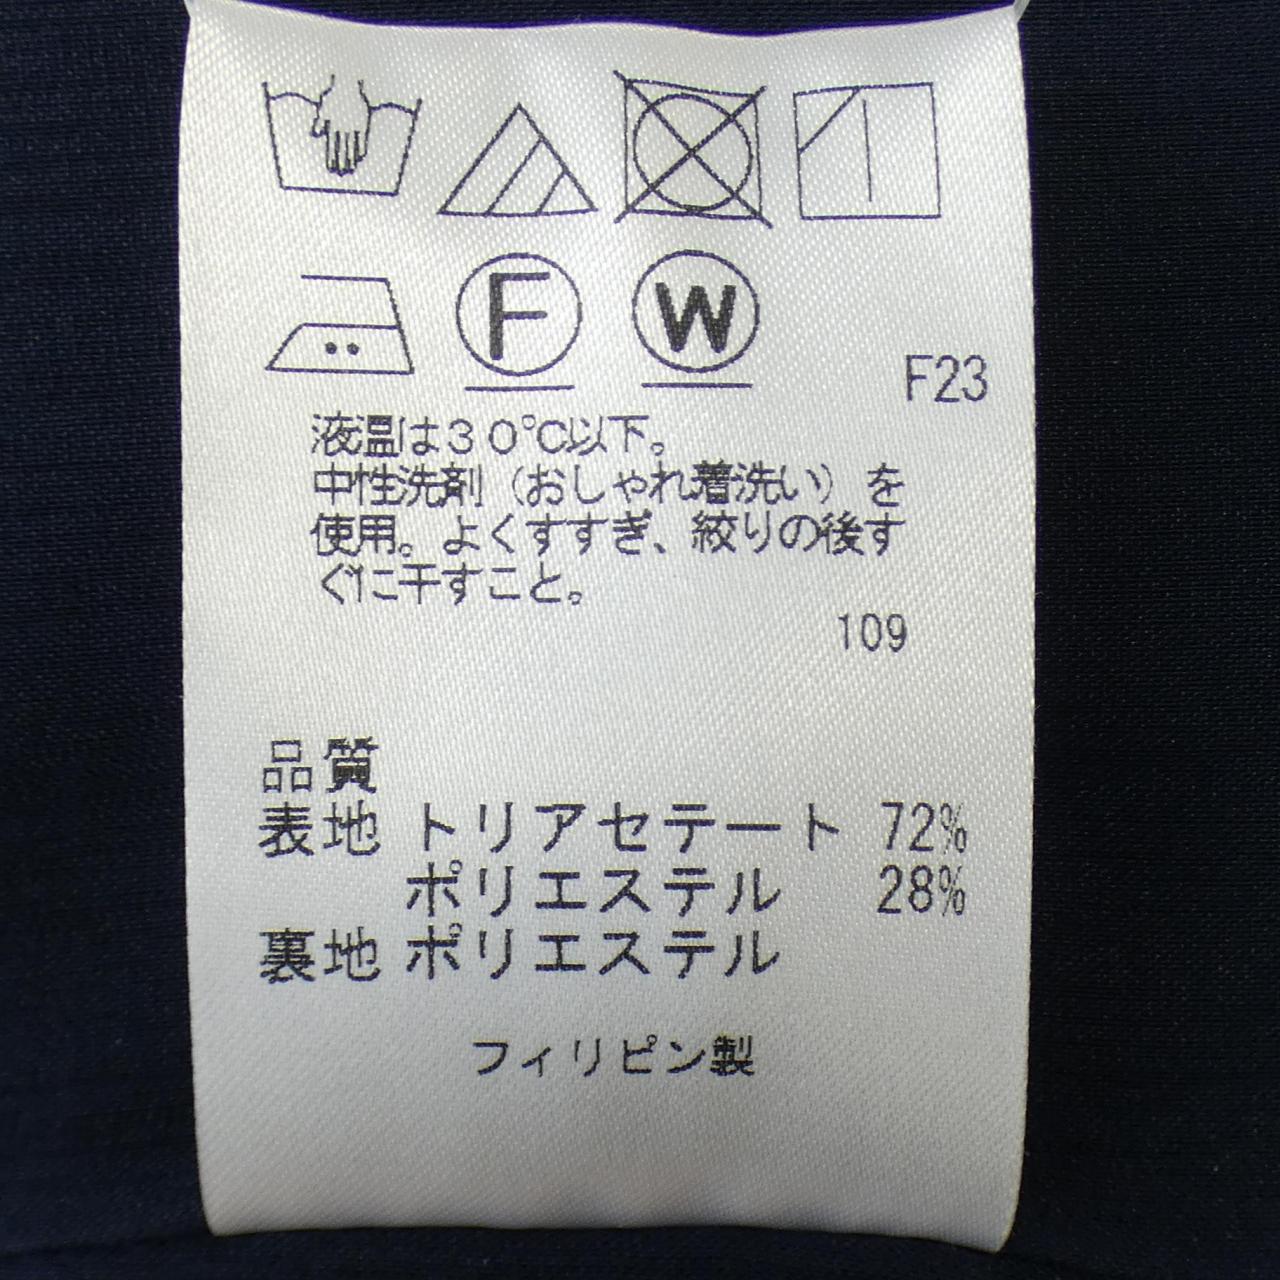 F W
F23
液温は30℃以下。
中性洗剤（おしゃれ着洗い）を
使用。よくすすぎ、絞りの後す
ぐに干すこと。
109
品質
表地 トリアセテート 72%
ポリエステル 28%
裏地 ポリエステル
フィリピン製